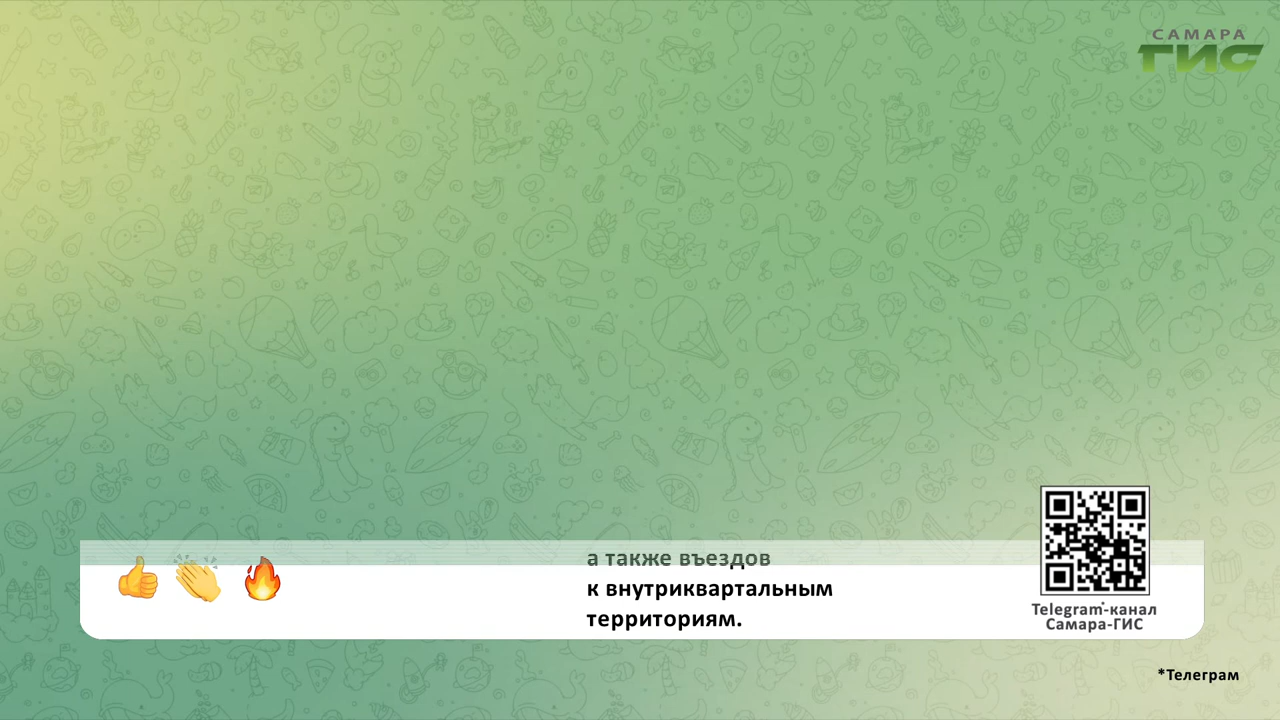 САМАРА
ГИС
а также въездов
к внутриквартальным
территориям.
Telegram-канал
Самара-ГИС
*Телеграм